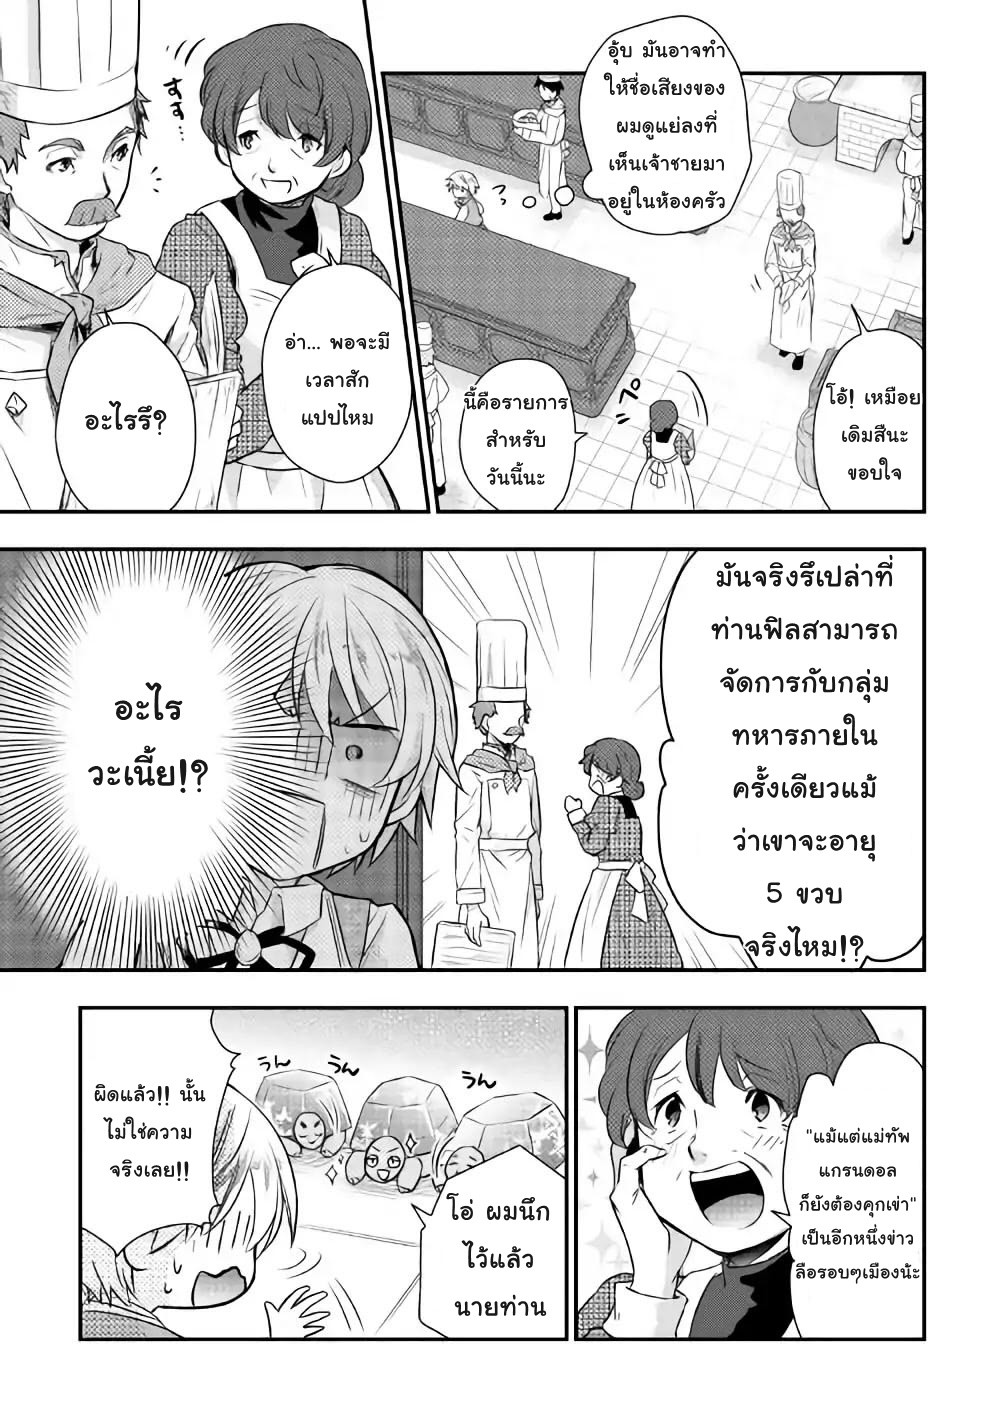 อุ้บ มันอาจทำ
ให้ชื่อเสียงของ
ผมดูแย่ลงที่
เห็นเจ้าชายมา
อยู่ในห้องครัว
โอ้! เหมือย
เดิมสืนะ
ขอบใจ
นี้คือรายการ
สำหรับ
วันนี้นะ
ペコ
すすす…
อ่า... พอจะมี
เวลาสัก
แปปไหม
อะไรรึ?
มันจริงรึเปล่าที่
ท่านฟิลสามารถ
จัดการกับกลุ่ม
ทหารภายใน
ครั้งเดียวแม้
ว่าเขาจะอายุ
5 ขวบ
จริงไหม!?
อะไร
วะเนี้ย!?
"แม้แต่แม่ทัพ
แกรนดอล
ก็ยังต้องคุกเข่า"
เป็นอีกหนึ่งข่าว
ลือรอบๆเมืองน้ะ
うん
うん
うん
โอ่ ผมนึก
ไว้แล้ว
นายท่าน
ผิดแล้ว!! นั้น
ไม่ใช่ความ
จริงเลย!!